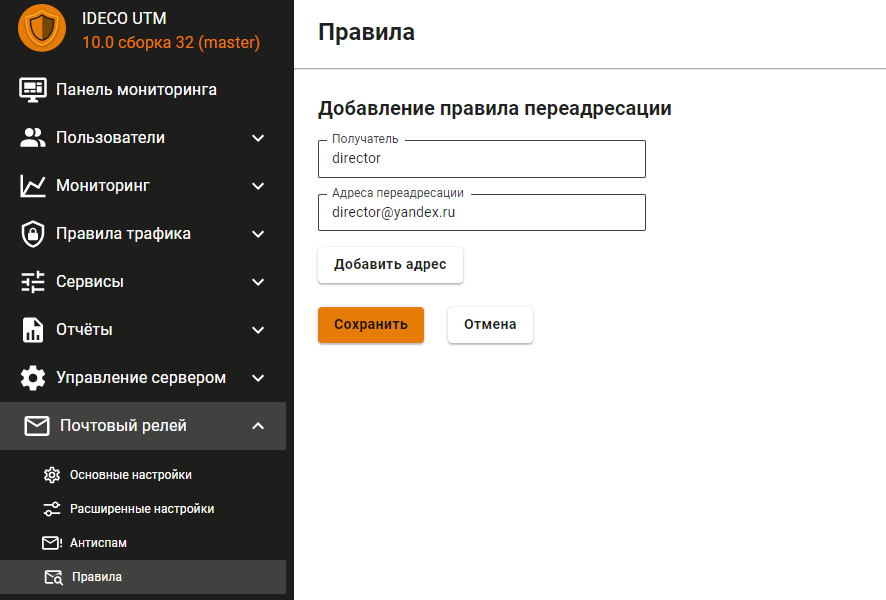 IDECO UTM
10.0 сборка 32 (master)
Панель мониторинга
Пользователи
Мониторинг
Правила трафика
Сервисы
Отчёты
Управление сервером
Почтовый релей
Основные настройки
Расширенные настройки
Антиспам
Правила
Правила
Добавление правила переадресации
Получатель
director
Адреса переадресации
director@yandex.ru
Добавить адрес
Сохранить
Отмена